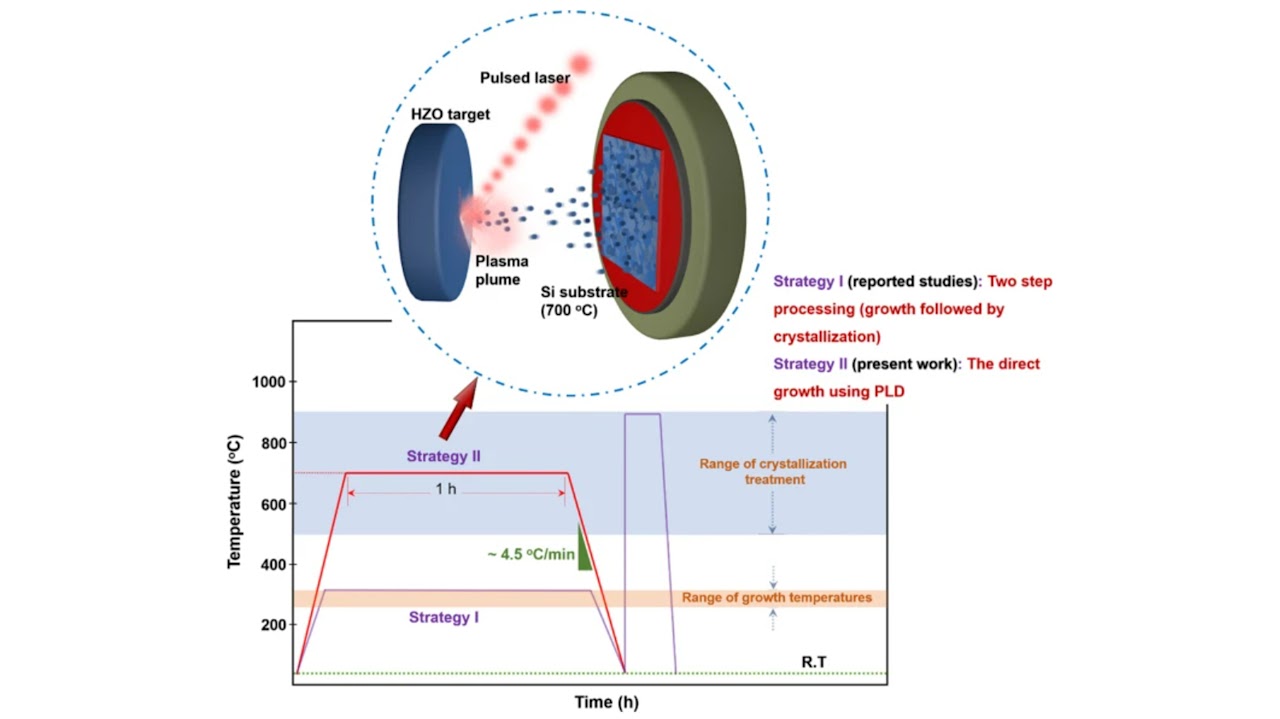 Pulsed laser
HZO target
Plasma
plume
Si substrate
(700 °C)
Strategy I (reported studies): Two step
processing (growth followed by
crystallization)
Strategy II (present work): The direct
growth using PLD
1000
800
600
400
200
Temperature (°C)
Strategy II
1 h
~ 4.5 °C/min
Strategy I
Range of crystallization
treatment
Range of growth temperatures
R.T
Time (h)